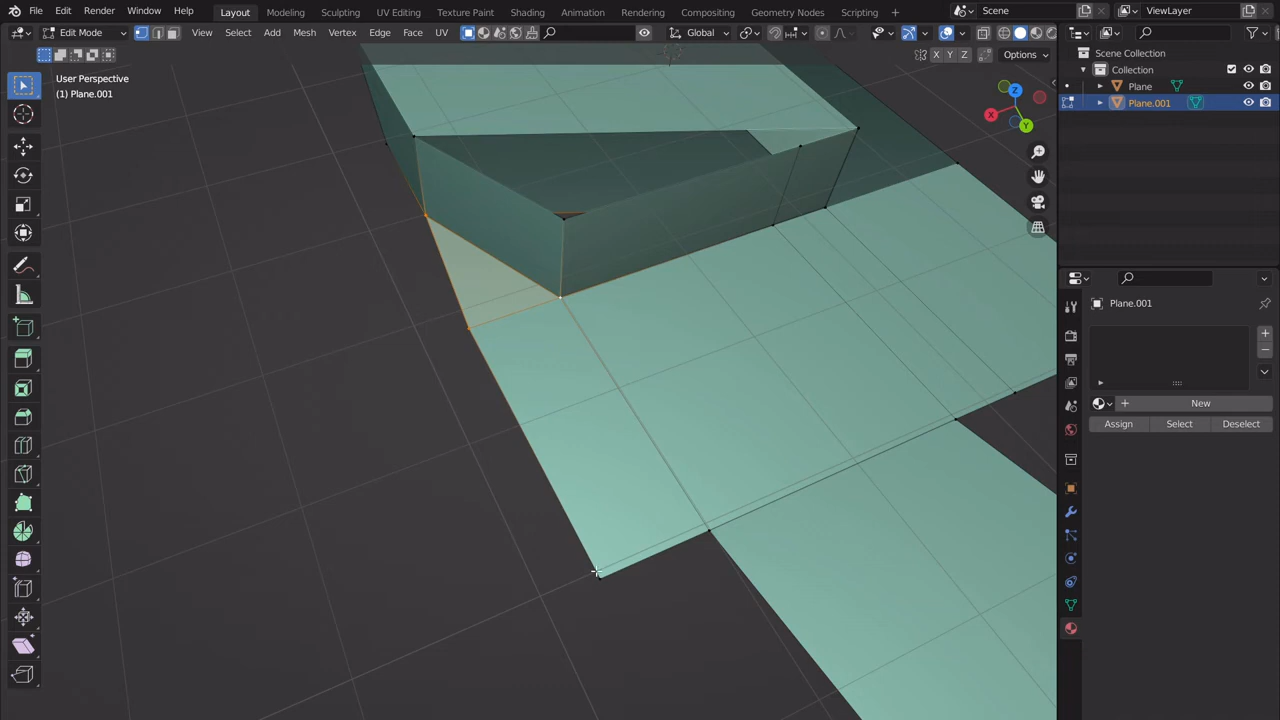 File Edit Render Window Help Layout Modeling Sculpting UV Editing Texture Paint Shading Animation Rendering Compositing Geometry Nodes Scripting + Scene ViewLayer
Edit Mode View Select Add Mesh Vertex Edge Face UV Global
X Y Z Options
User Perspective
(1) Plane.001
Z
X
Y
Scene Collection
Collection
Plane
Plane.001
Plane.001
New
Assign Select Deselect